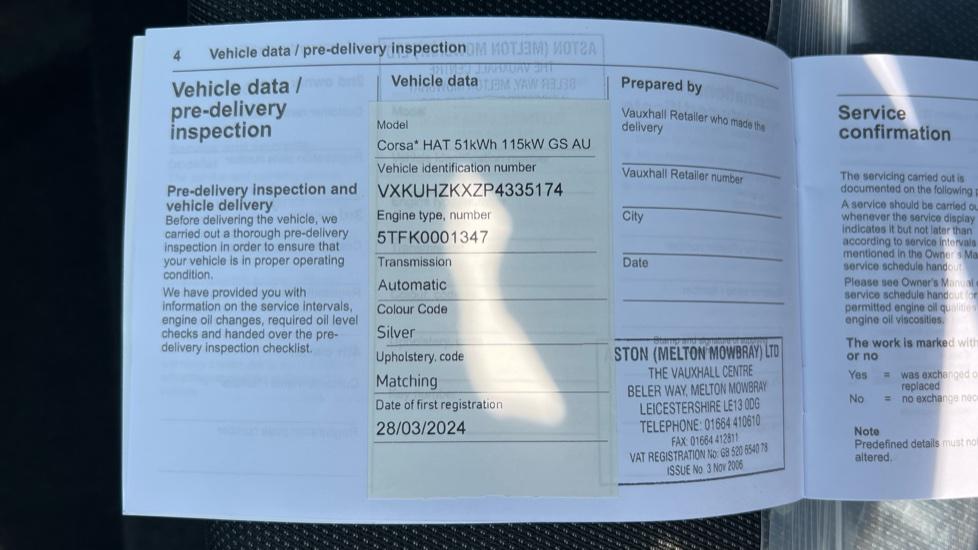 4 Vehicle data / pre-delivery inspection
Vehicle data /
pre-delivery
inspection
Pre-delivery inspection and
vehicle delivery
Before delivering the vehicle, we
carried out a thorough pre-delivery
inspection in order to ensure that
your vehicle is in proper operating
condition.
We have provided you with
information on the service intervals,
engine oil changes, required oil level
checks and handed over the pre-
delivery inspection checklist.
Vehicle data
Model
Corsa* HAT 51kWh 115kW GS AU
Vehicle identification number
VXKUHZKXZP4335174
Engine type, number
5TFK0001347
Transmission
Automatic
Colour Code
Silver
Upholstery, code
Matching
Date of first registration
28/03/2024
Prepared by
Vauxhall Retailer who made the
delivery
Vauxhall Retailer number
City
Date
STON (MELTON MOWBRAY) LTD
THE VAUXHALL CENTRE
BELER WAY, MELTON MOWBRAY
LEICESTERSHIRE LE13 0DG
TELEPHONE: 01664 410610
FAX: 01664 412811
VAT REGISTRATION No: GB 520 6540 78
ISSUE No 3 Nov 2006
Service
confirmation
The servicing carried out is
documented on the following
A service should be carried
whenever the service display
indicates it but not later than
according to service intervals
mentioned in the Owner's
service schedule handout.
Please see Owner's Manual
service schedule handout for
permitted engine oil qualities
engine oil viscosities.
The work is marked with
or no
Yes = was exchanged
replaced
No = no exchange
Note
Predefined details must
altered.